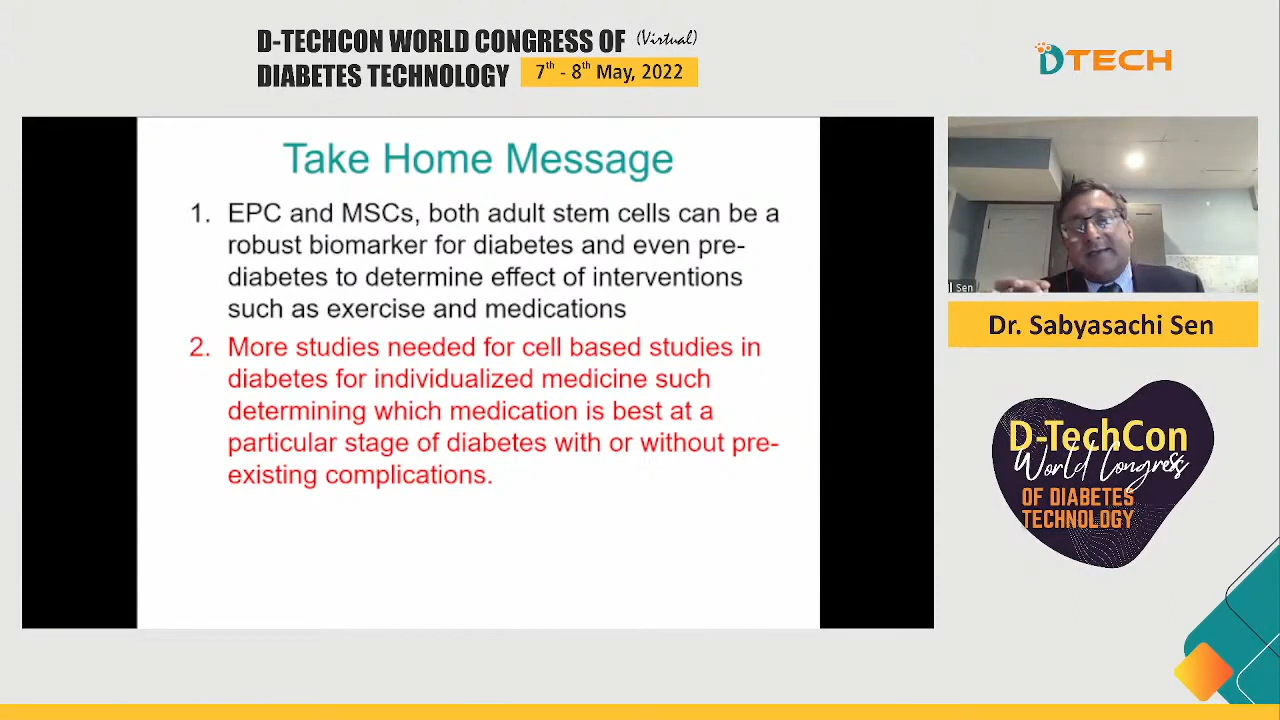 D-TECHCON WORLD CONGRESS OF (Virtual)
DIABETES TECHNOLOGY 7th - 8th May, 2022
DTECH
Take Home Message
1. EPC and MSCs, both adult stem cells can be a
robust biomarker for diabetes and even pre-
diabetes to determine effect of interventions
such as exercise and medications
2. More studies needed for cell based studies in
diabetes for individualized medicine such
determining which medication is best at a
particular stage of diabetes with or without pre-
existing complications.
Sen
Dr. Sabyasachi Sen
D-TechCon
World Congress
OF DIABETES
TECHNOLOGY